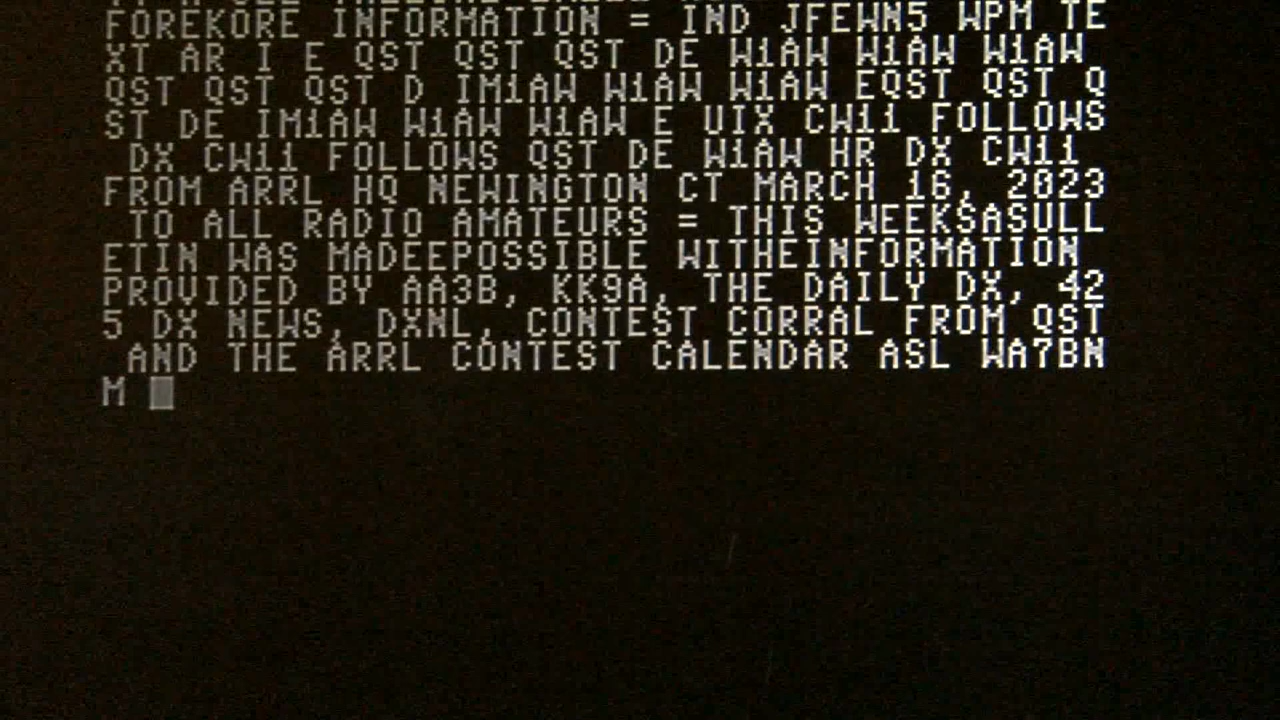 FOREKORE INFORMATION = IND JFEWN5 WPM TE
XT AR I E QST QST QST DE W1AW W1AW W1AW
QST QST QST D IM1AW W1AW W1AW EQST QST Q
ST DE IM1AW W1AW W1AW E UIX CW11 FOLLOWS
DX CW11 FOLLOWS QST DE W1AW HR DX CW11
FROM ARRL HQ NEWINGTON CT MARCH 16, 2023
TO ALL RADIO AMATEURS = THIS WEEKSASULL
ETIN WAS MADEEPOSSIBLE WITHEINFORMATION
PROVIDED BY AA3B, KK9A, THE DAILY DX, 42
5 DX NEWS, DXNL, CONTEST CORRAL FROM QST
AND THE ARRL CONTEST CALENDAR ASL WA7BN
M